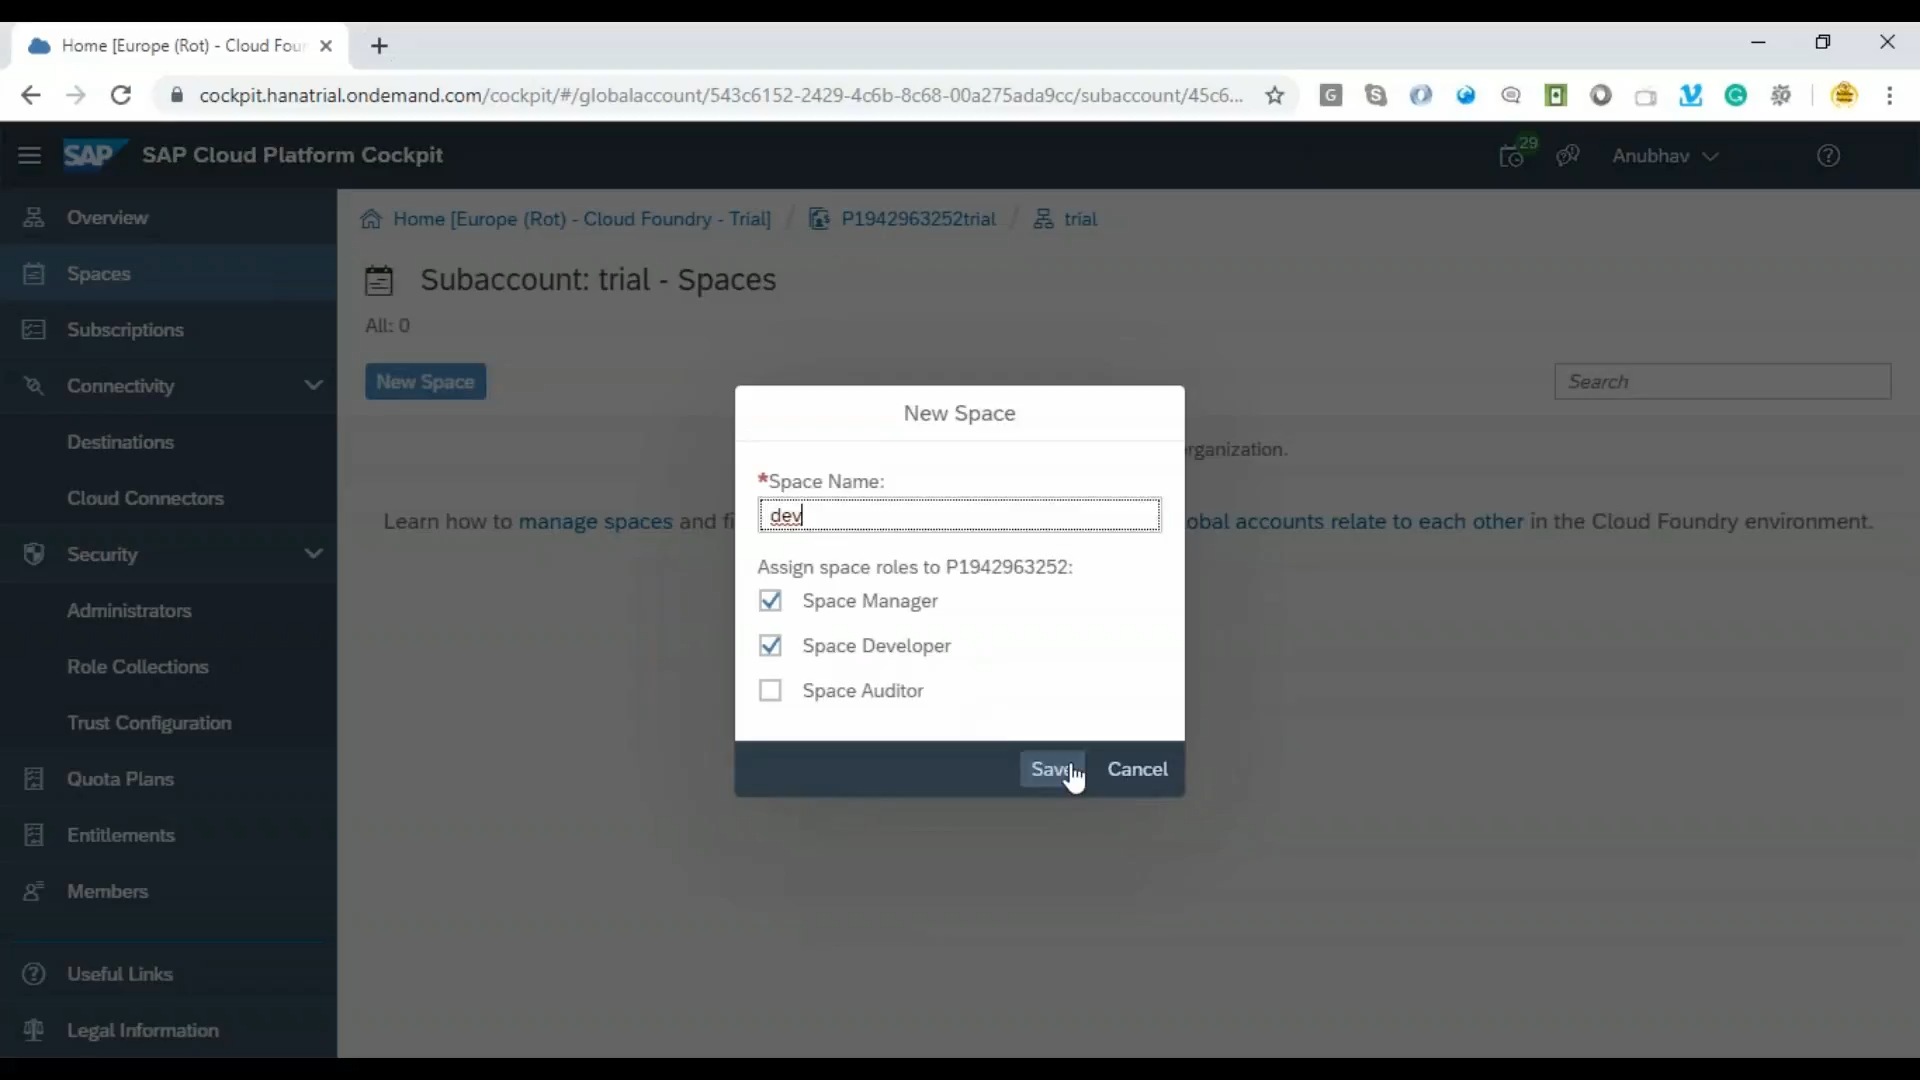 Home [Europe (Rot) - Cloud Four
cockpit.hanatrial.ondemand.com/cockpit/#/globalaccount/543c6152-2429-4c6b-8c68-00a275ada9cc/subaccount/45c6...
SAP SAP Cloud Platform Cockpit
29
Anubhav
Overview
Spaces
Subscriptions
Connectivity
Destinations
Cloud Connectors
Security
Administrators
Role Collections
Trust Configuration
Quota Plans
Entitlements
Members
Useful Links
Legal Information
Home [Europe (Rot) - Cloud Foundry - Trial] / P1942963252trial / trial
Subaccount: trial - Spaces
All: 0
New Space
Search
rganization.
Learn how to manage spaces and fi
obal accounts relate to each other in the Cloud Foundry environment.
New Space
*Space Name:
dev
Assign space roles to P1942963252:
Space Manager
Space Developer
Space Auditor
Save
Cancel